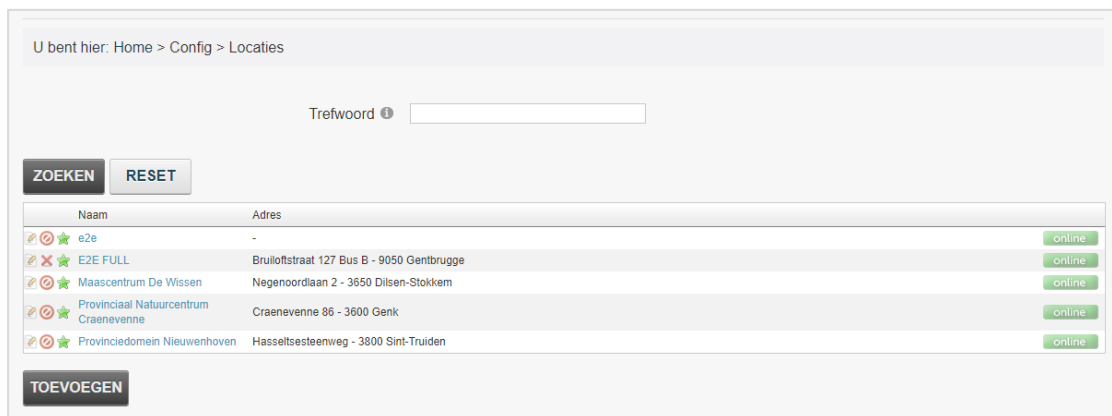 U bent hier: Home > Config > Locaties
Trefwoord
ZOEKEN RESET
Naam Adres
e2e - online
E2E FULL Bruiloftstraat 127 Bus B - 9050 Gentbrugge online
Maascentrum De Wissen Negenoordlaan 2 - 3650 Dilsen-Stokkem online
Provinciaal Natuurcentrum
Craenevenne Craenevenne 86 - 3600 Genk online
Provinciedomein Nieuwenhoven Hasseltsesteenweg - 3800 Sint-Truiden online
TOEVOEGEN